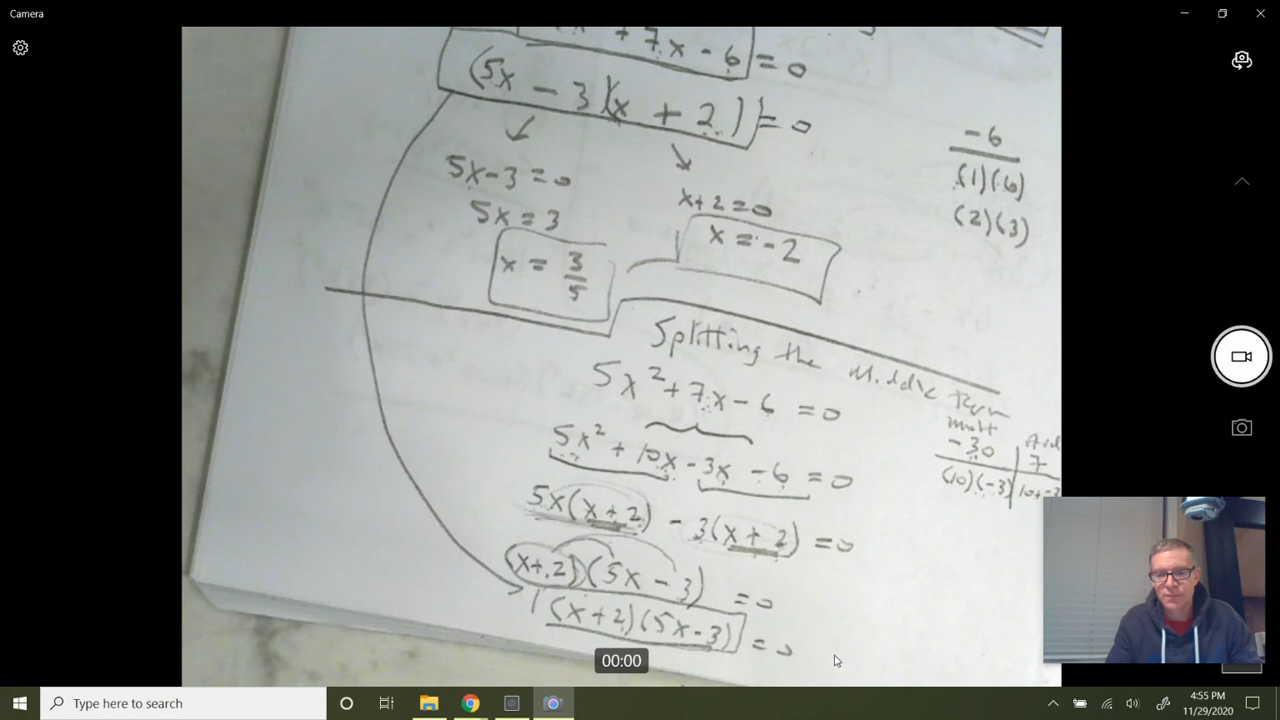 Camera
+ 7x - 6 = 0
(5x - 3)(x + 2) = 0
5x-3 = 0
5x = 3
x = 3/5
x+2 = 0
x = -2
-6
(1)(6)
(2)(3)
Splitting the Middle Term
5x² + 7x - 6 = 0
5x² + 10x - 3x - 6 = 0
5x(x+2) - 3(x+2) = 0
(x+2)(5x - 3) = 0
(x+2)(5x-3) = 0
Mult
-30
(10)(-3)
Add
7
00:00
Type here to search
4:55 PM
11/29/2020